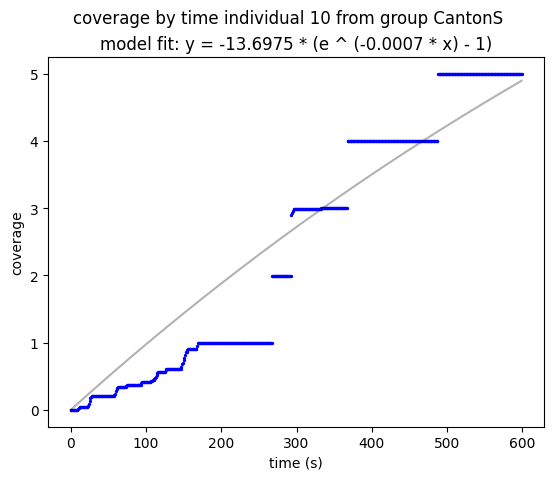 coverage by time individual 10 from group CantonS
model fit: y = -13.6975 * (e ^ (-0.0007 * x) - 1)
5
4
3
2
1
0
coverage
0 100 200 300 400 500 600
time (s)